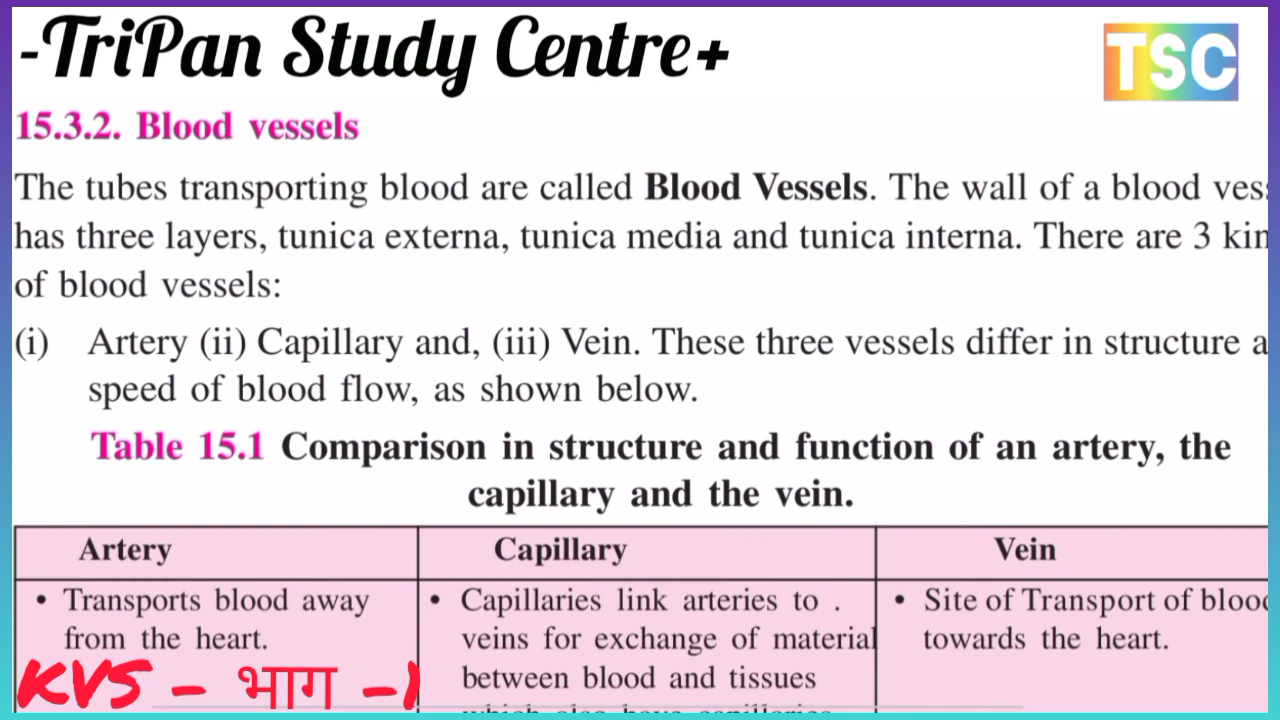 -TriPan Study Centre+
TSC
15.3.2. Blood vessels
The tubes transporting blood are called Blood Vessels. The wall of a blood vess
has three layers, tunica externa, tunica media and tunica interna. There are 3 kin
of blood vessels:
(i) Artery (ii) Capillary and, (iii) Vein. These three vessels differ in structure a
speed of blood flow, as shown below.
Table 15.1 Comparison in structure and function of an artery, the
capillary and the vein.
Artery
Capillary
Vein
• Transports blood away
from the heart.
• Capillaries link arteries to .
veins for exchange of material
between blood and tissues
• Site of Transport of blood
towards the heart.
KVS - भाग -1